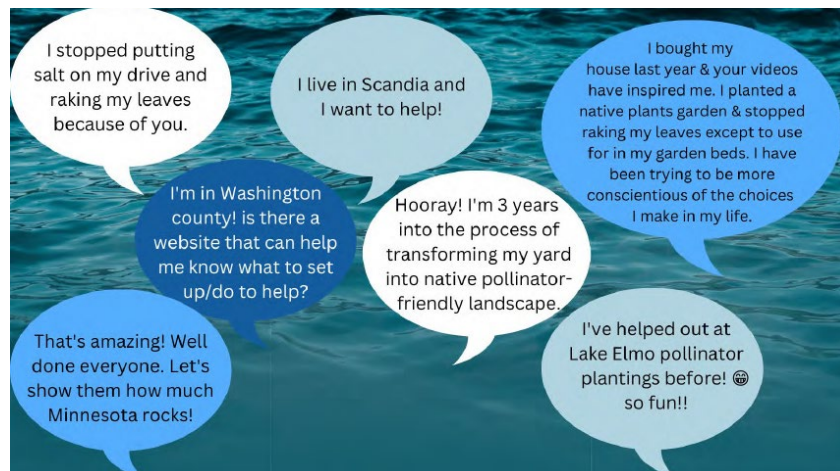 I stopped putting
salt on my drive and
raking my leaves
because of you.
I live in Scandia and
I want to help!
I bought my
house last year & your videos
have inspired me. I planted a
native plants garden & stopped
raking my leaves except to use
for in my garden beds. I have
been trying to be more
conscientious of the choices
I make in my life.
I'm in Washington
county! is there a
website that can help
me know what to set
up/do to help?
Hooray! I'm 3 years
into the process of
transforming my yard
into native pollinator-
friendly landscape.
That's amazing! Well
done everyone. Let's
show them how much
Minnesota rocks!
I've helped out at
Lake Elmo pollinator
plantings before! 😁
so fun!!